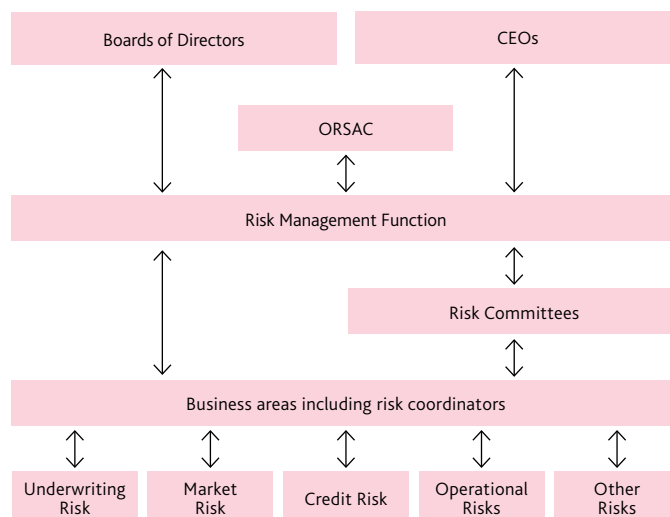 Boards of Directors
CEOs
ORSAC
Risk Management Function
Risk Committees
Business areas including risk coordinators
Underwriting
Risk
Market
Risk
Credit Risk
Operational
Risks
Other
Risks